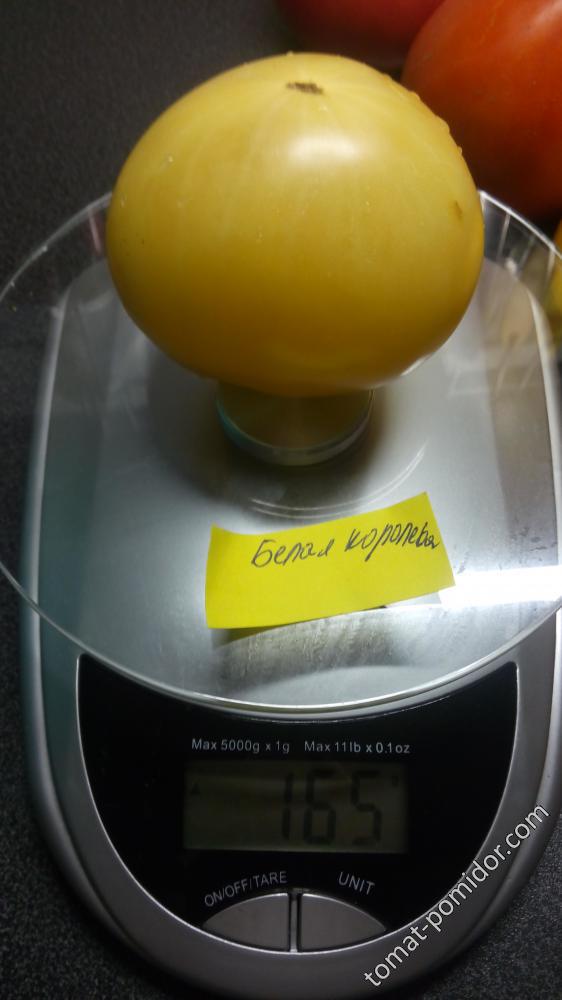 Белая королева
Max 5000g x 1g Max 11lb x 0.1oz
165
ON/OFF/TARE UNIT
tomat-pomidor.com